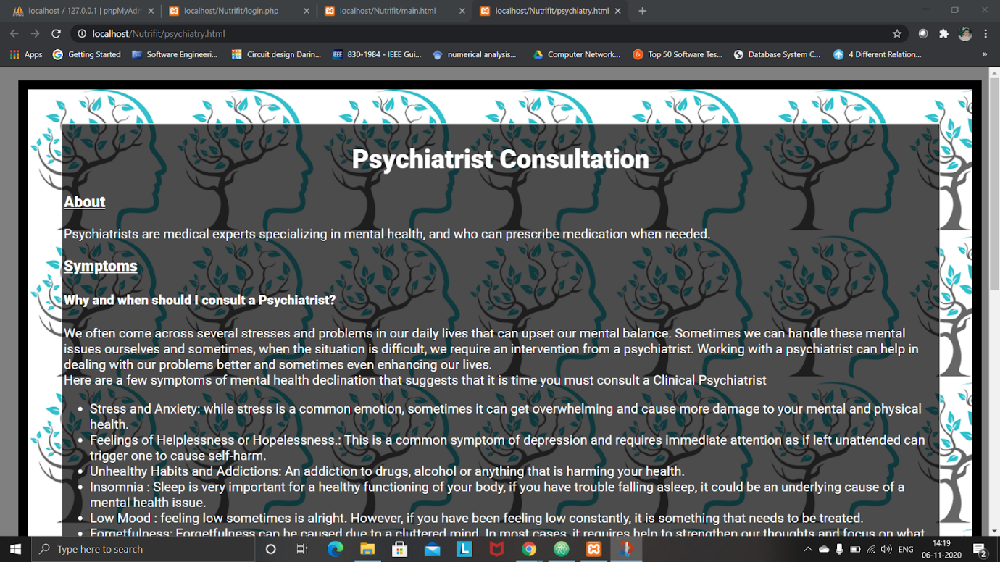 localhost / 127.0.0.1 | phpMyAdm
localhost/Nutrifit/login.php
localhost/Nutrifit/main.html
localhost/Nutrifit/psychiatry.html
localhost/Nutrifit/psychiatry.html
Apps
Getting Started
Software Engineeri...
Circuit design Darin...
IEEE
830-1984 - IEEE Gui...
numerical analysis...
Computer Network...
Top 50 Software Tes...
Database System C...
4 Different Relation...
»
Psychiatrist Consultation
About
Psychiatrists are medical experts specializing in mental health, and who can prescribe medication when needed.
Symptoms
Why and when should I consult a Psychiatrist?
We often come across several stresses and problems in our daily lives that can upset our mental balance. Sometimes we can handle these mental
issues ourselves and sometimes, when the situation is difficult, we require an intervention from a psychiatrist. Working with a psychiatrist can help in
dealing with our problems better and sometimes even enhancing our lives.
Here are a few symptoms of mental health declination that suggests that it is time you must consult a Clinical Psychiatrist
• Stress and Anxiety: while stress is a common emotion, sometimes it can get overwhelming and cause more damage to your mental and physical
health.
• Feelings of Helplessness or Hopelessness.: This is a common symptom of depression and requires immediate attention as if left unattended can
trigger one to cause self-harm.
• Unhealthy Habits and Addictions: An addiction to drugs, alcohol or anything that is harming your health.
• Insomnia : Sleep is very important for a healthy functioning of your body, if you have trouble falling asleep, it could be an underlying cause of a
mental health issue.
• Low Mood : feeling low sometimes is alright. However, if you have been feeling low constantly, it is something that needs to be treated.
• Forgetfulness: Forgetfulness can be caused due to a cluttered mind. In most cases, it requires help to strengthen our thoughts and focus on what
Type here to search
L
ENG
14:19
06-11-2020
2